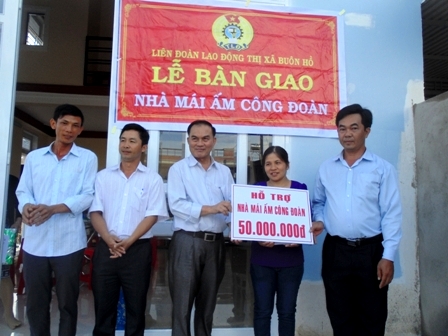 LIÊN ĐOÀN LAO ĐỘNG THỊ XÃ BUÔN HỒ
LỄ BÀN GIAO
NHÀ MÁI ẤM CÔNG ĐOÀN
HỖ TRỢ
NHÀ MÁI ẤM CÔNG ĐOÀN
50.000.000đ